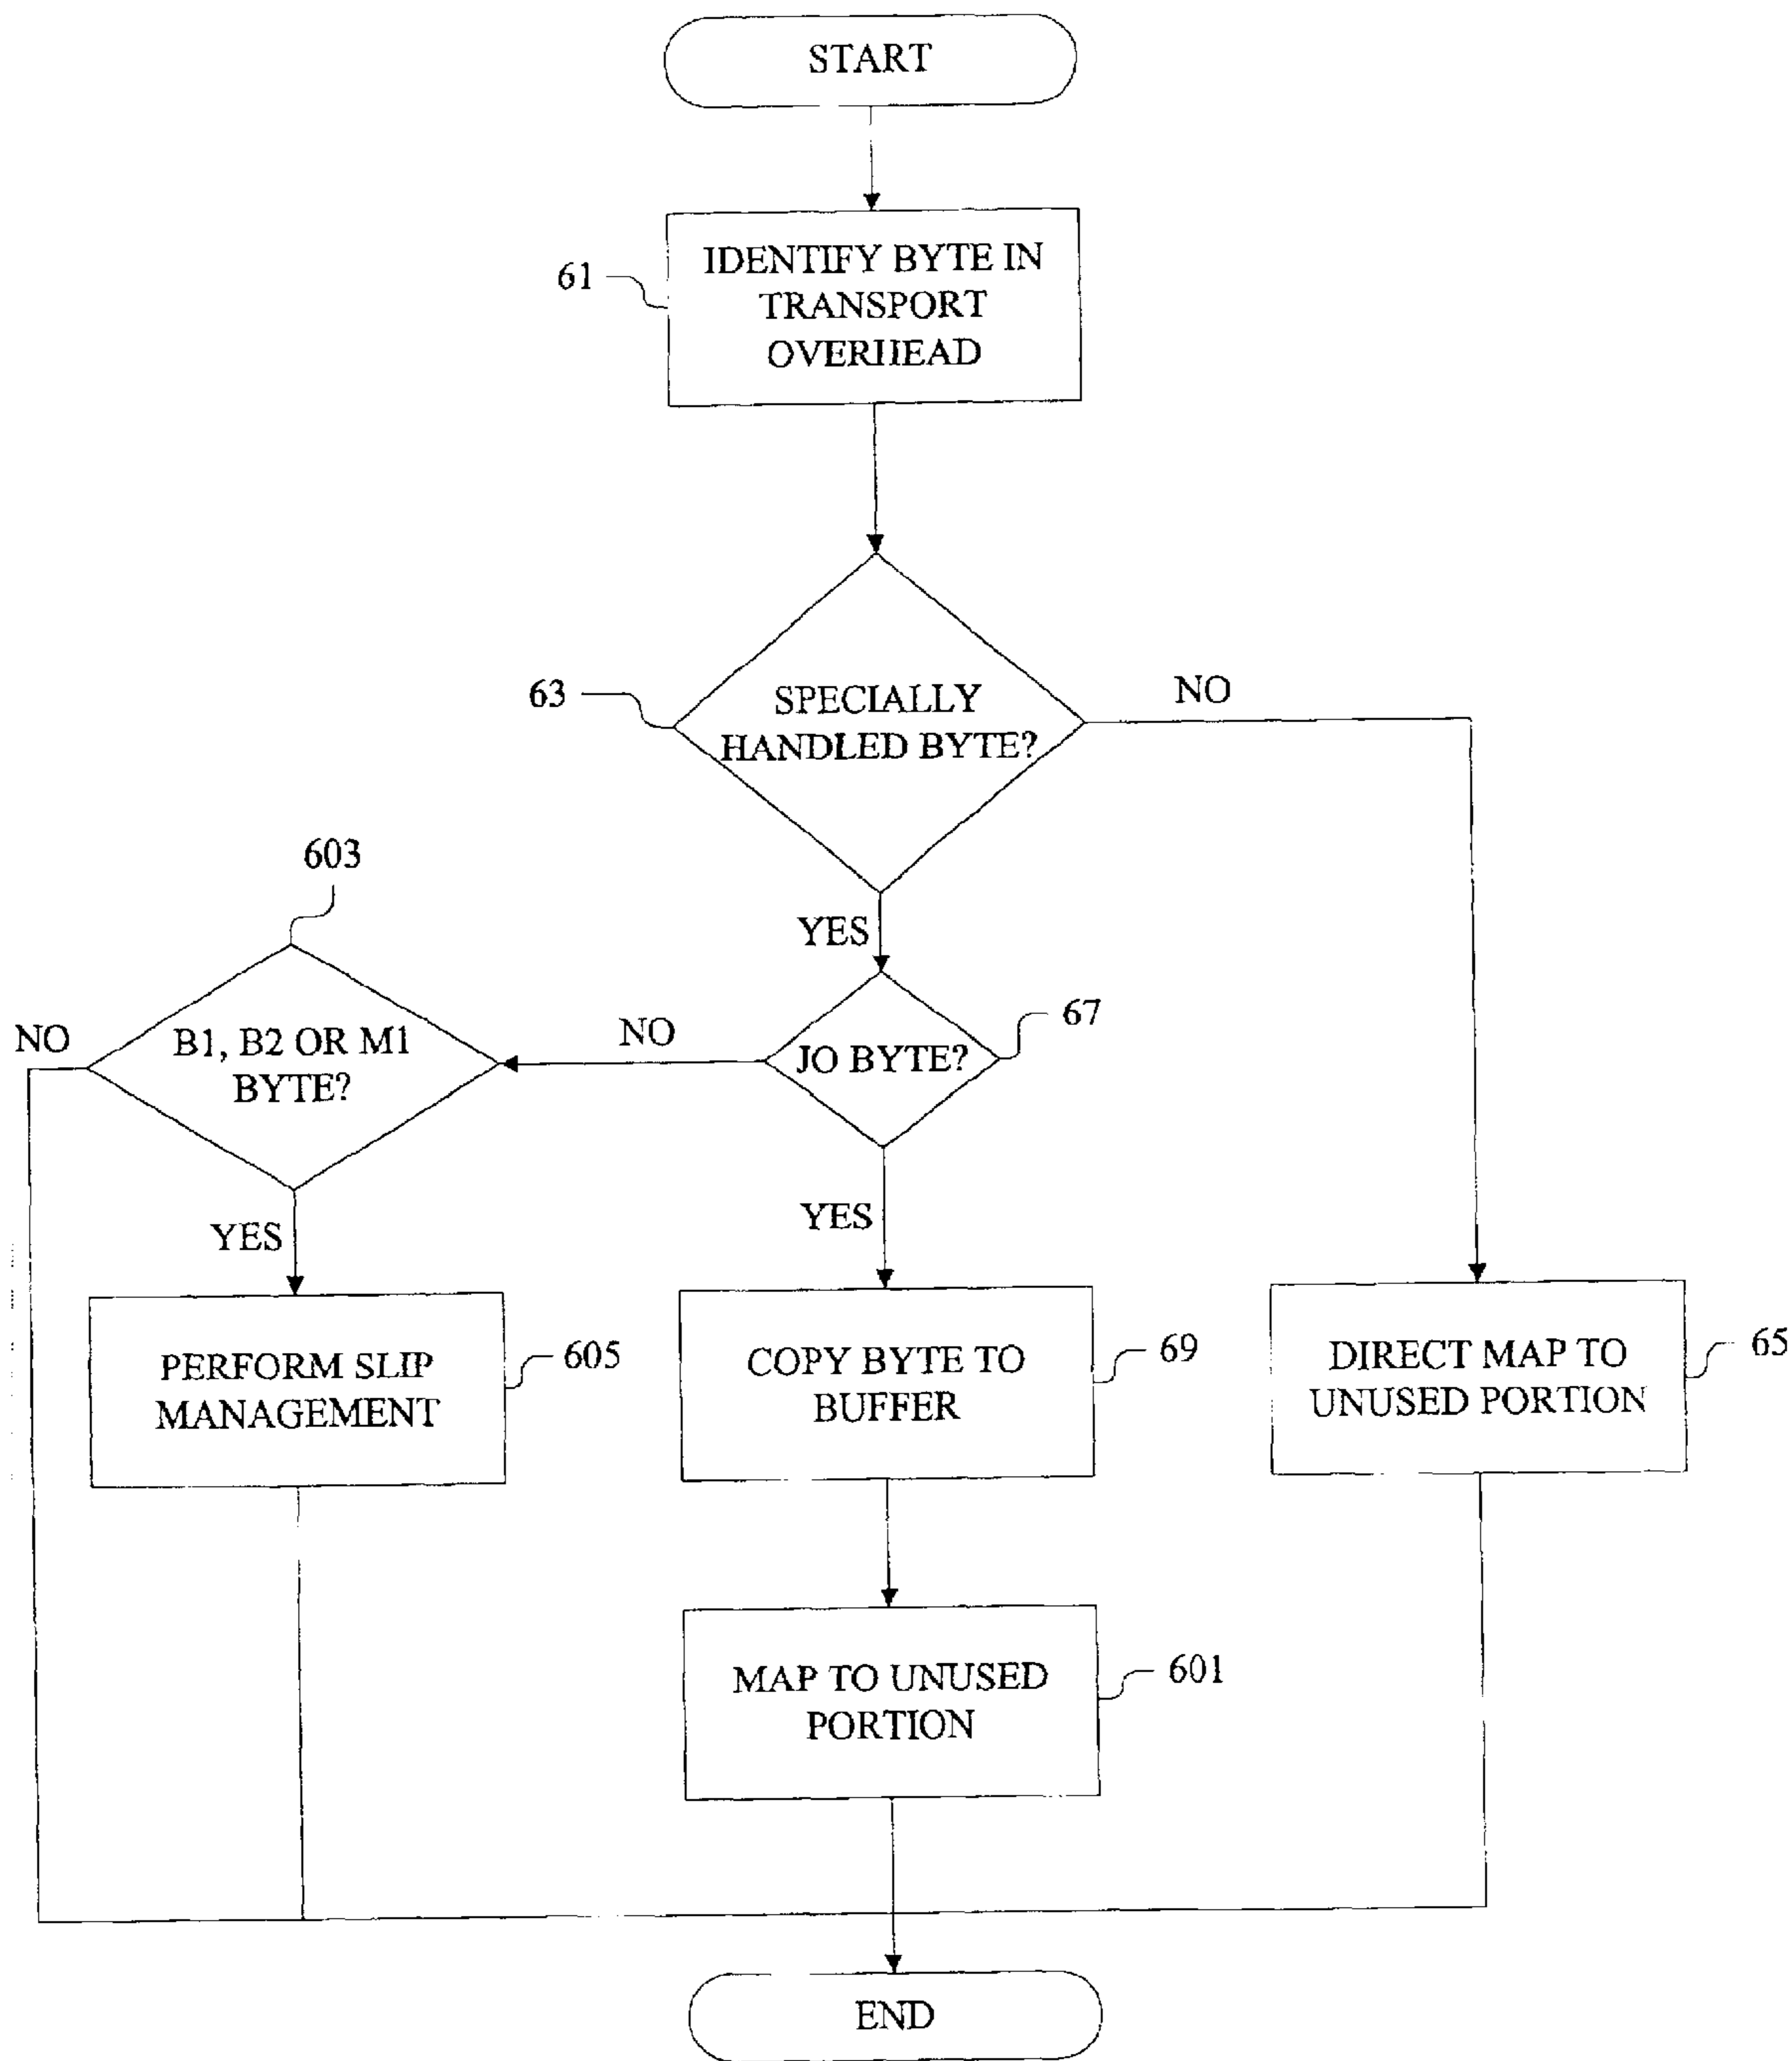 START
61
IDENTIFY BYTE IN
TRANSPORT
OVERHEAD
63
SPECIALLY
HANDLED BYTE?
NO
YES
603
B1, B2 OR M1
BYTE?
NO
NO
67
JO BYTE?
YES
YES
PERFORM SLIP
MANAGEMENT
605
COPY BYTE TO
BUFFER
69
DIRECT MAP TO
UNUSED PORTION
65
MAP TO UNUSED
PORTION
601
END